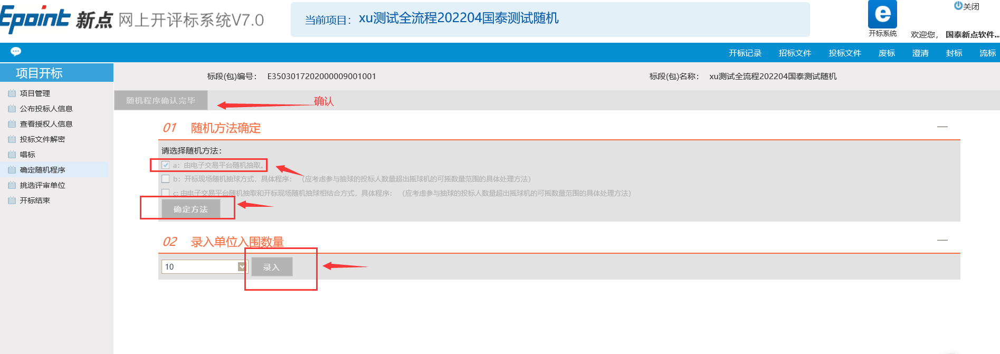 Epoint 新点 网上开评标系统V7.0
当前项目： xu测试全流程202204国泰测试随机
关闭
开标系统
欢迎您， 国泰新点软件...
开标记录 招标文件 投标文件 废标 澄清 封标 流标
项目开标
标段(包)编号： E3503017202000009001001 标段(包)名称： xu测试全流程202204国泰测试随机
项目管理
公布投标人信息
查看授权人信息
投标文件解密
唱标
确定随机程序
挑选评审单位
开标结束
随机程序确认完毕
确认
01 随机方法确定
请选择随机方法：
a：由电子交易平台随机抽取。
b：开标现场随机抽球方式，具体程序： （应考虑参与抽球的投标人数量超出摇球机的可摇数量范围的具体处理方法）
c: 由电子交易平台随机抽取和开标现场随机抽球相结合方式，具体程序： （应考虑参与抽球的投标人数量超出摇球机的可摇数量范围的具体处理方法）
确定方法
02 录入单位入围数量
10 录入